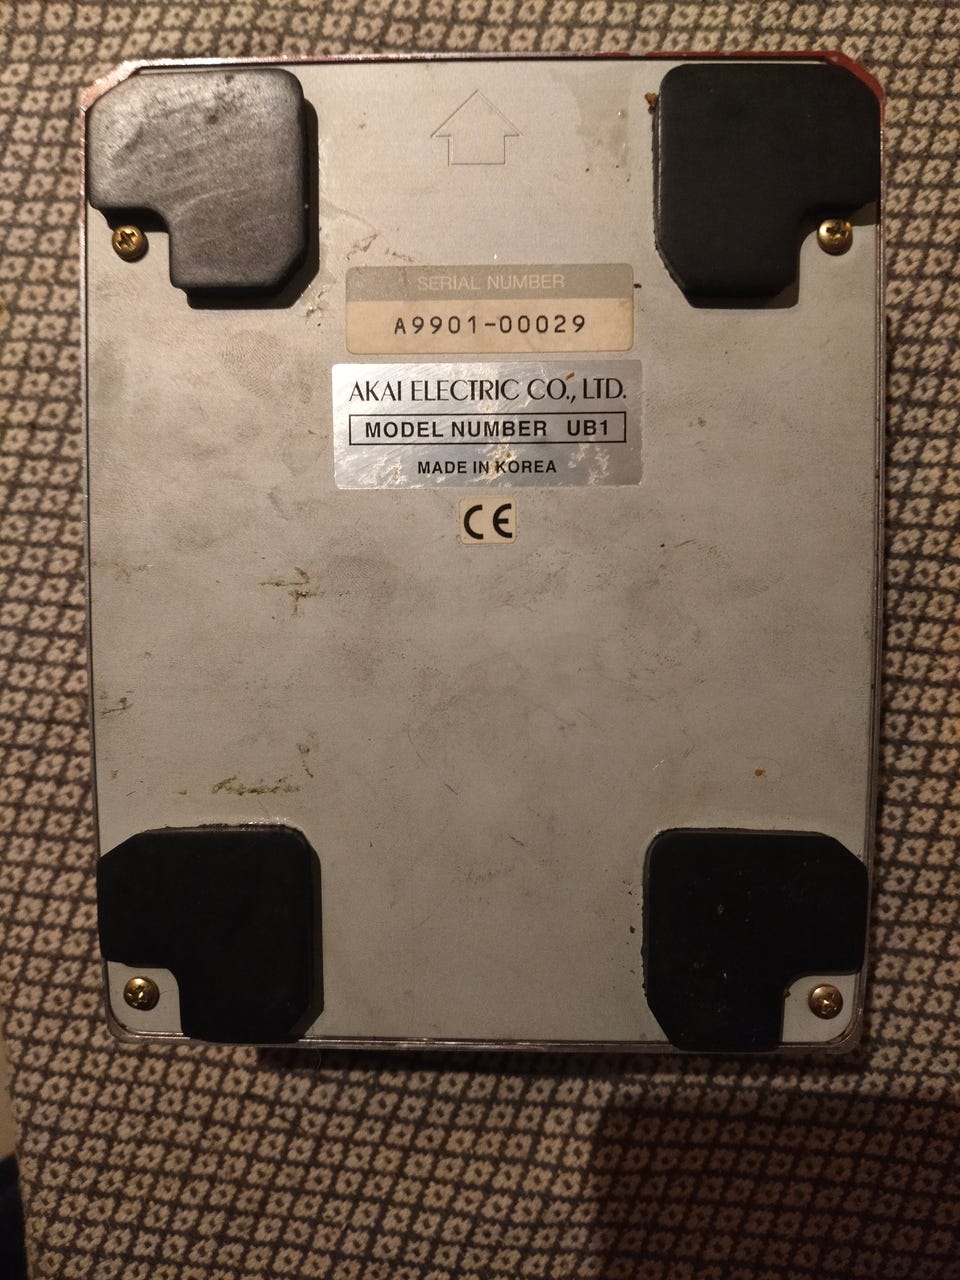 SERIAL NUMBER
A9901-00029
AKAI ELECTRIC CO., LTD.
MODEL NUMBER UB1
MADE IN KOREA
CE